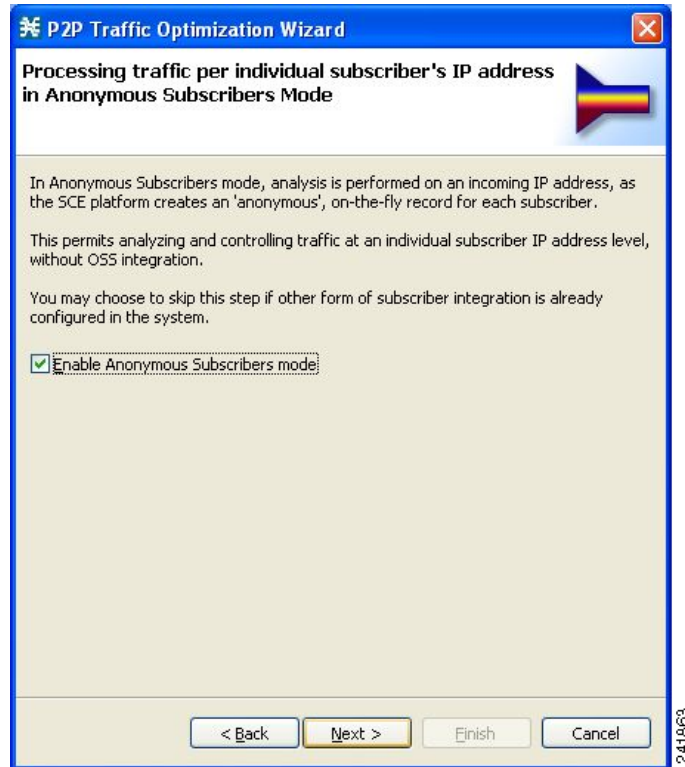 P2P Traffic Optimization Wizard
Processing traffic per individual subscriber's IP address
in Anonymous Subscribers Mode
In Anonymous Subscribers mode, analysis is performed on an incoming IP address, as
the SCE platform creates an 'anonymous', on-the-fly record for each subscriber.
This permits analyzing and controlling traffic at an individual subscriber IP address level,
without OSS integration.
You may choose to skip this step if other form of subscriber integration is already
configured in the system.
Enable Anonymous Subscribers mode
< Back Next > Finish Cancel
241863